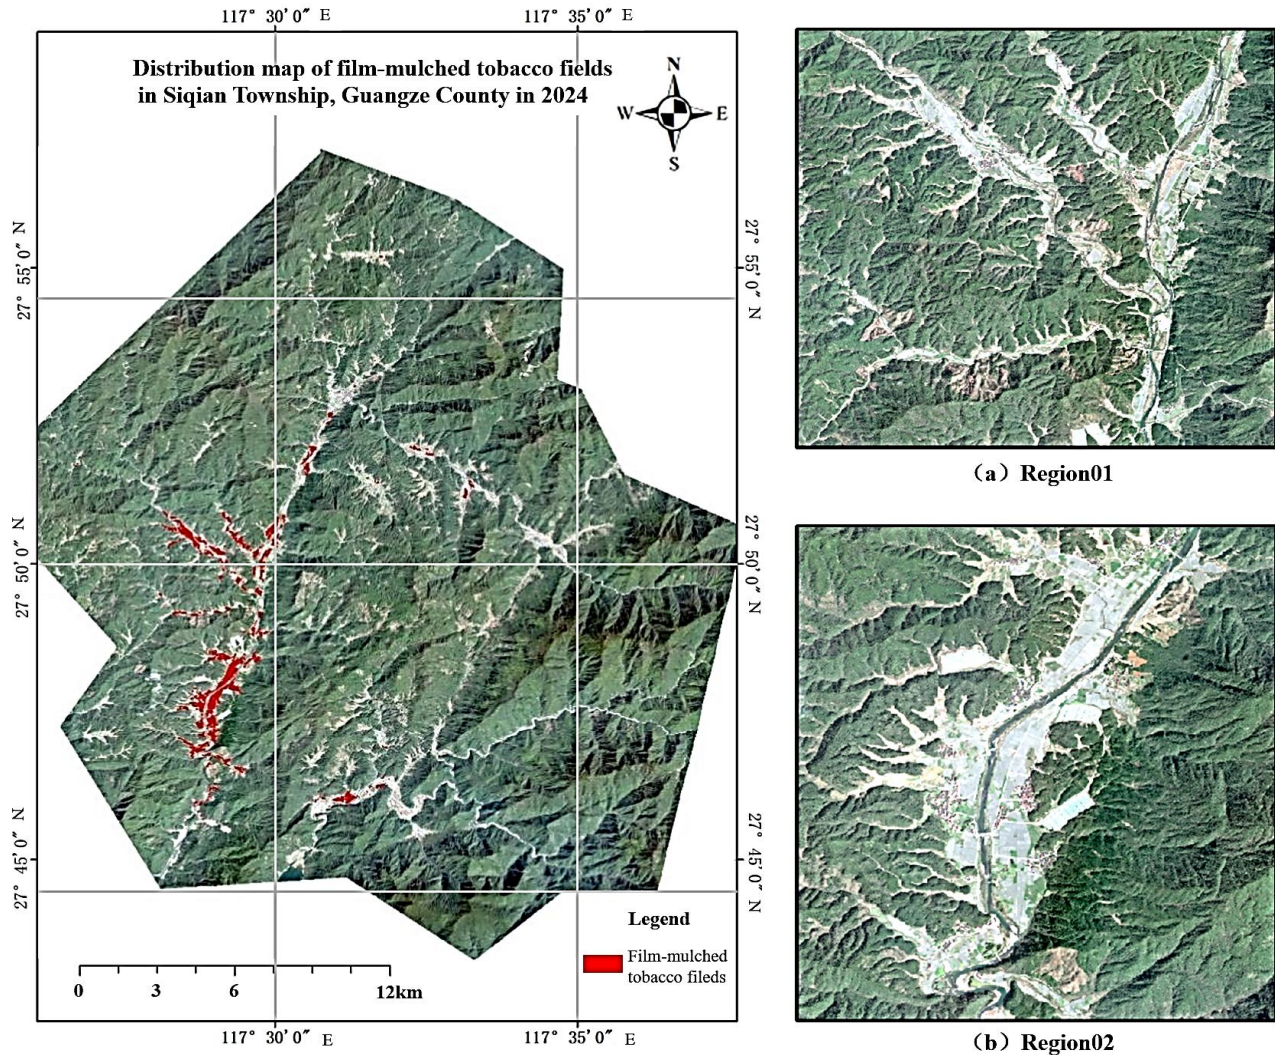 117° 30′ 0″ E
117° 35′ 0″ E
Distribution map of film-mulched tobacco fields
in Siqian Township, Guangze County in 2024
N
W
E
S
27° 55′ 0″ N
27° 55′ 0″ N
27° 50′ 0″ N
27° 50′ 0″ N
27° 45′ 0″ N
27° 45′ 0″ N
Legend
Film-mulched
tobacco fileds
0 3 6 12km
117° 30′ 0″ E
117° 35′ 0″ E
（a）Region01
（b）Region02